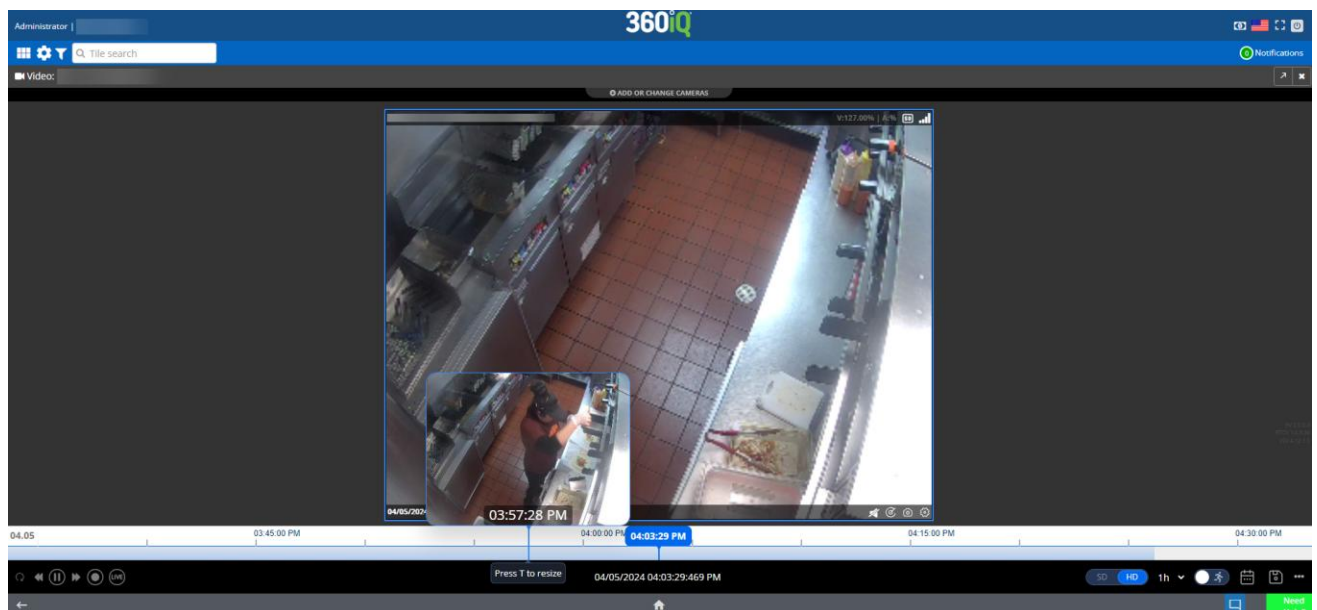 Administrator |
360iQ
Tile search
0 Notifications
Video:
ADD OR CHANGE CAMERAS
V:127.00% | A:%
04/05/202
03:57:28 PM
04.05
03:45:00 PM
04:00:00 P
04:03:29 PM
04:15:00 PM
04:30:00 PM
LIVE
Press T to resize
04/05/2024 04:03:29:469 PM
SD HD
1h
Need